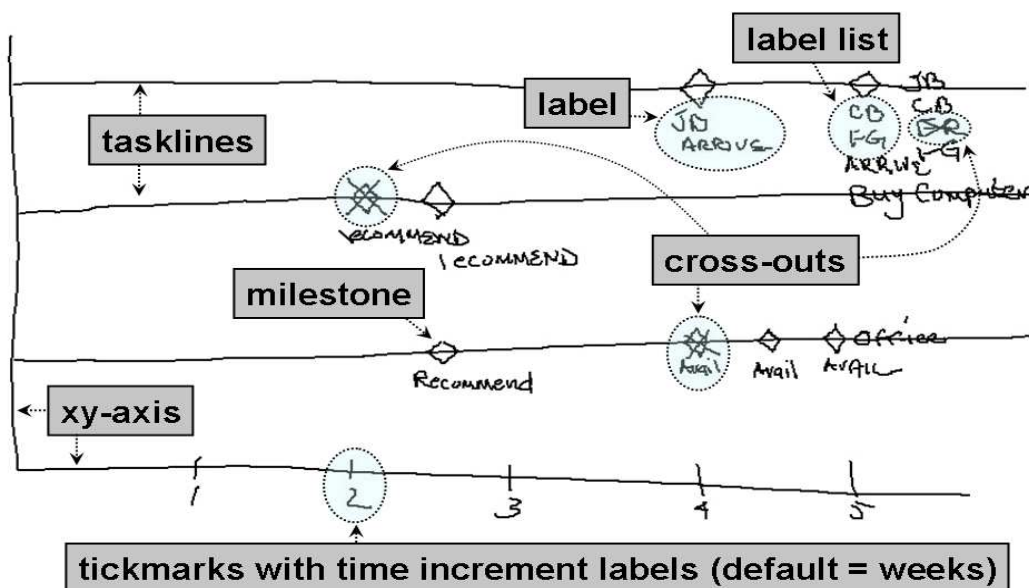 label list
label
JB
CB
JB
CB
FG
ARRIVE
ARRIVE
FG
tasklines
Buy Computer
recommend
recommend
cross-outs
milestone
Office
Avail
Avail
AVAIL
Recommend
xy-axis
1
2
3
4
5
tickmarks with time increment labels (default = weeks)